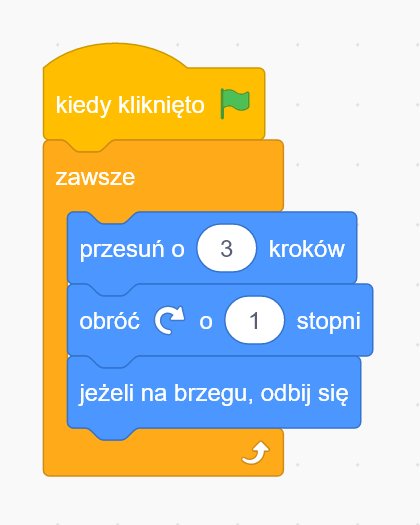 kiedy kliknięto
zawsze
przesuń o 3 kroków
obróć o 1 stopni
jeżeli na brzegu, odbij się